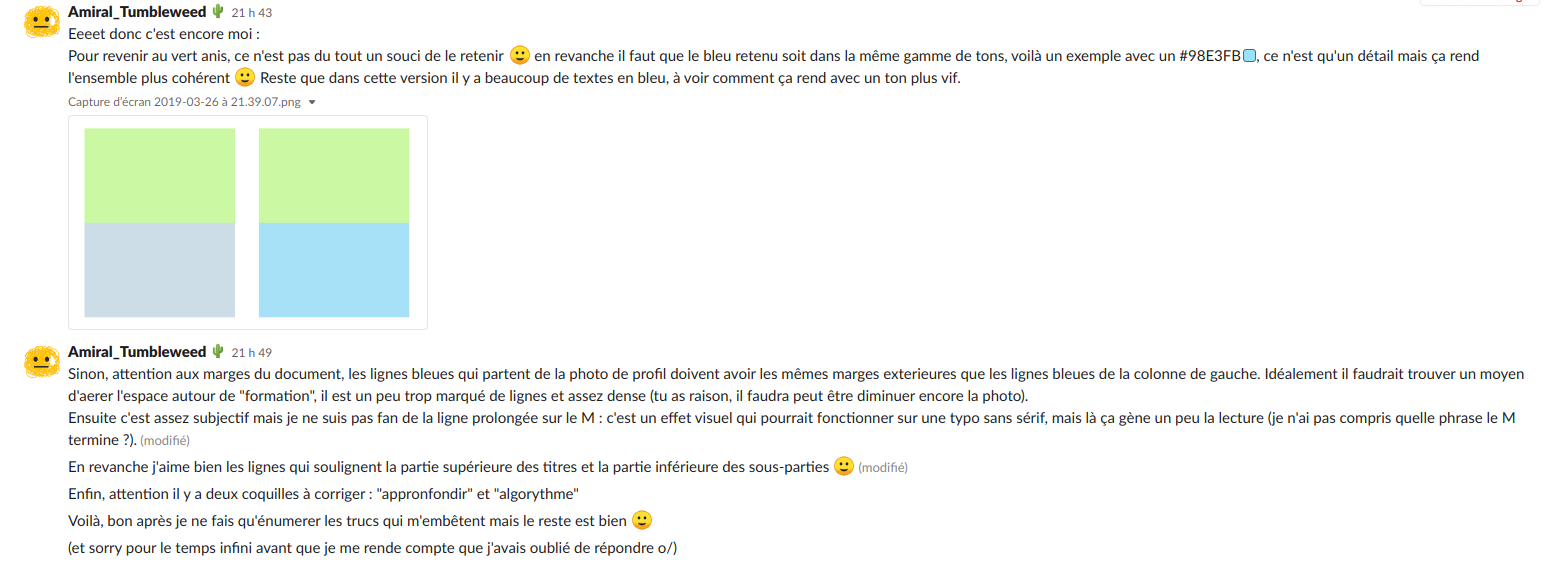 Amiral_Tumbleweed 21 h 43
Eeeet donc c'est encore moi :
Pour revenir au vert anis, ce n'est pas du tout un souci de le retenir 🙂 en revanche il faut que le bleu retenu soit dans la même gamme de tons, voilà un exemple avec un #98E3FB, ce n'est qu'un détail mais ça rend
l'ensemble plus cohérent 🙂 Reste que dans cette version il y a beaucoup de textes en bleu, à voir comment ça rend avec un ton plus vif.
Capture d'écran 2019-03-26 à 21.39.07.png
Amiral_Tumbleweed 21 h 49
Sinon, attention aux marges du document, les lignes bleues qui partent de la photo de profil doivent avoir les mêmes marges exterieures que les lignes bleues de la colonne de gauche. Idéalement il faudrait trouver un moyen
d'aerer l'espace autour de "formation", il est un peu trop marqué de lignes et assez dense (tu as raison, il faudra peut être diminuer encore la photo).
Ensuite c'est assez subjectif mais je ne suis pas fan de la ligne prolongée sur le M : c'est un effet visuel qui pourrait fonctionner sur une typo sans sérif, mais là ça gène un peu la lecture (je n'ai pas compris quelle phrase le M
termine ?). (modifié)
En revanche j'aime bien les lignes qui soulignent la partie supérieure des titres et la partie inférieure des sous-parties 🙂 (modifié)
Enfin, attention il y a deux coquilles à corriger : "appronfondir" et "algorythme"
Voilà, bon après je ne fais qu'énumerer les trucs qui m'embêtent mais le reste est bien 🙂
(et sorry pour le temps infini avant que je me rende compte que j'avais oublié de répondre o/)